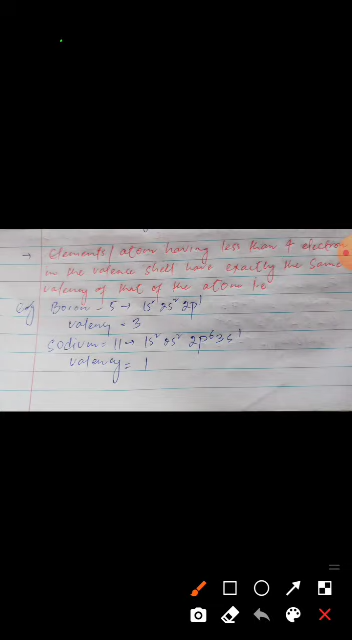 → Elements/atom having less than 4 electron
in the valence shell have exactly the same
valency of that of the atom i.e
eg Boron - 5 → 1s² 2s² 2p¹
valeny = 3
sodium = 11 → 1s² 2s² 2p⁶ 3s¹
valency = 1